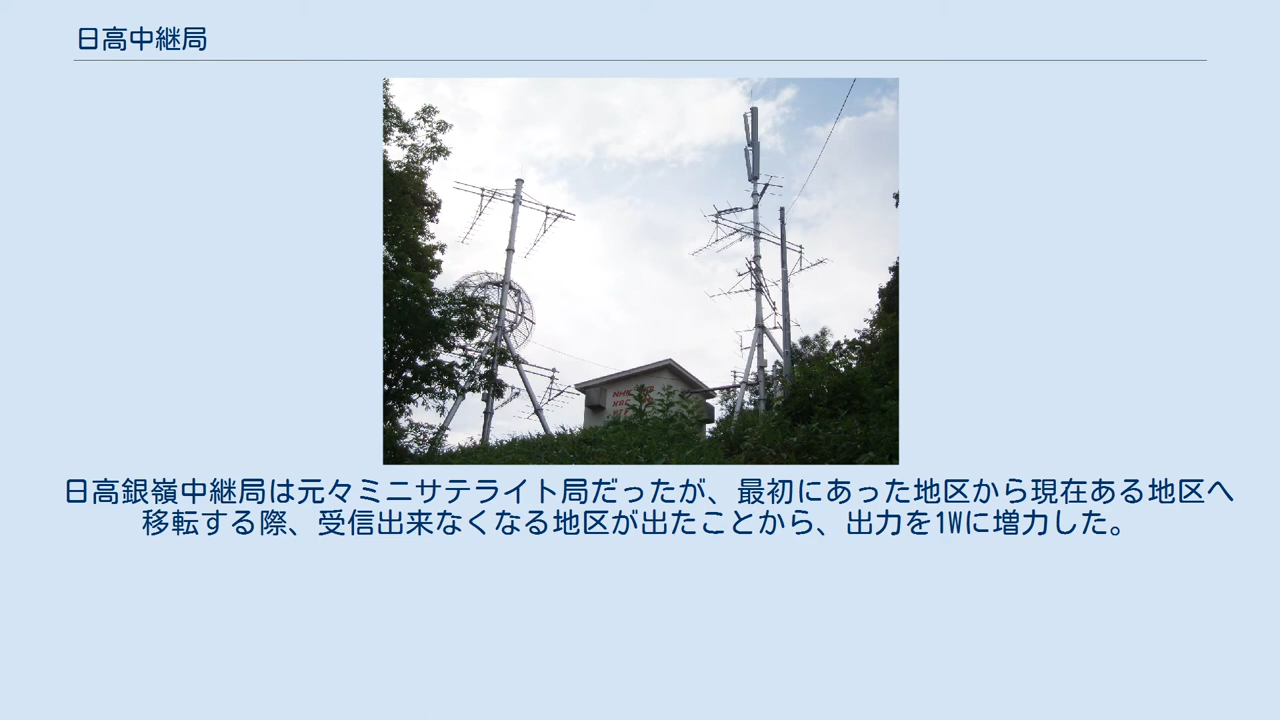 日高中継局
NHK
HBC
日高銀嶺中継局は元々ミニサテライト局だったが、最初にあった地区から現在ある地区へ
移転する際、受信出来なくなる地区が出たことから、出力を1Wに増力した。